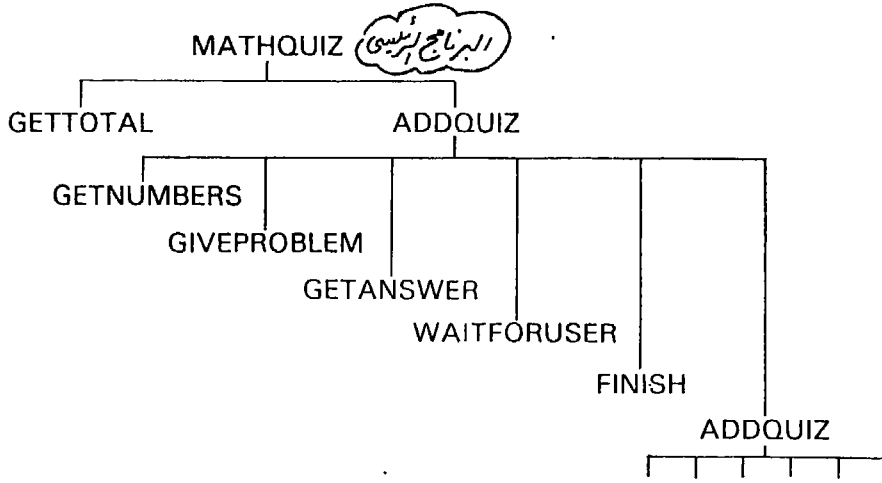 MATHQUIZ البرنامج الرئيسي
GETTOTAL ADDQUIZ
GETNUMBERS
GIVEPROBLEM
GETANSWER
WAITFORUSER
FINISH
ADDQUIZ